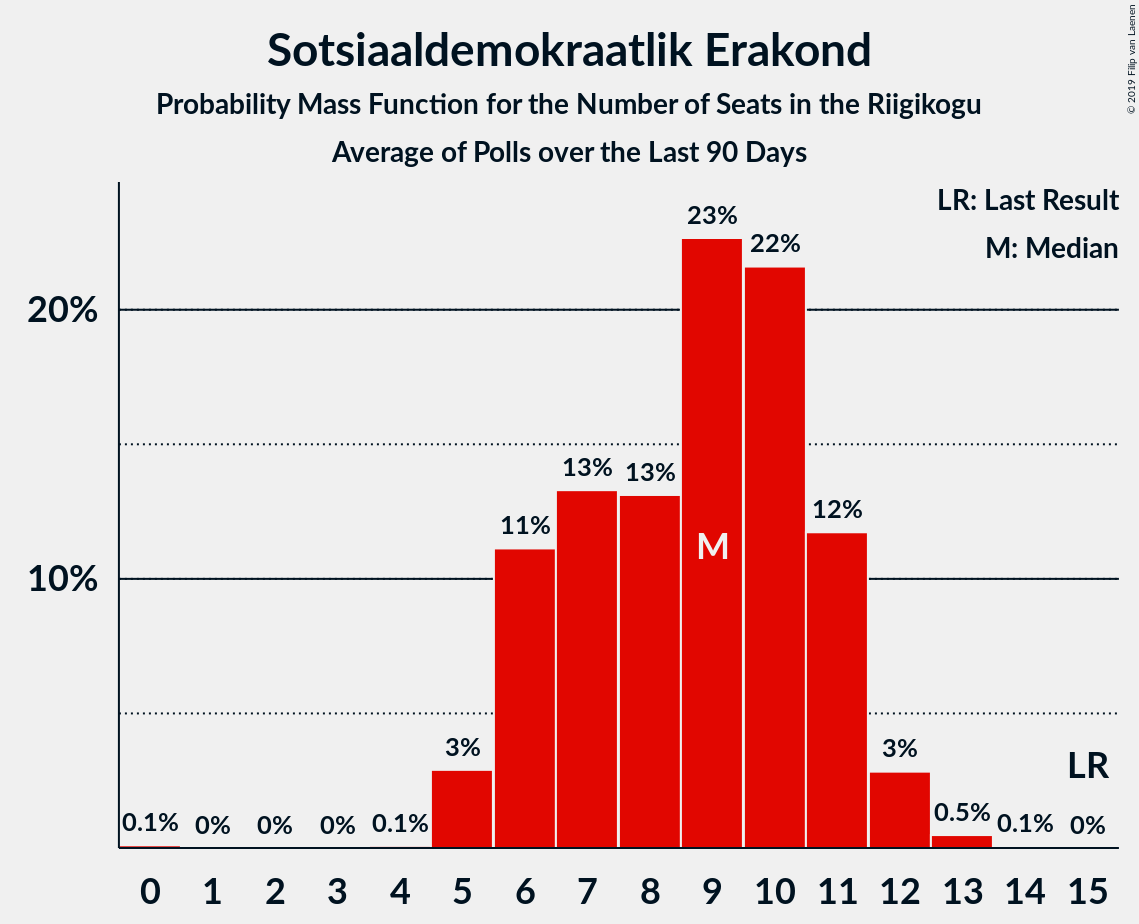 © 2019 Filip van Laenen
Sotsiaaldemokraatlik Erakond
Probability Mass Function for the Number of Seats in the Riigikogu
Average of Polls over the Last 90 Days
LR: Last Result
M: Median
23%
22%
20%
13%
13%
12%
11%
M
10%
3%
3%
LR
0.1%
0%
0%
0%
0.1%
0.5%
0.1%
0%
0 1 2 3 4 5 6 7 8 9 10 11 12 13 14 15